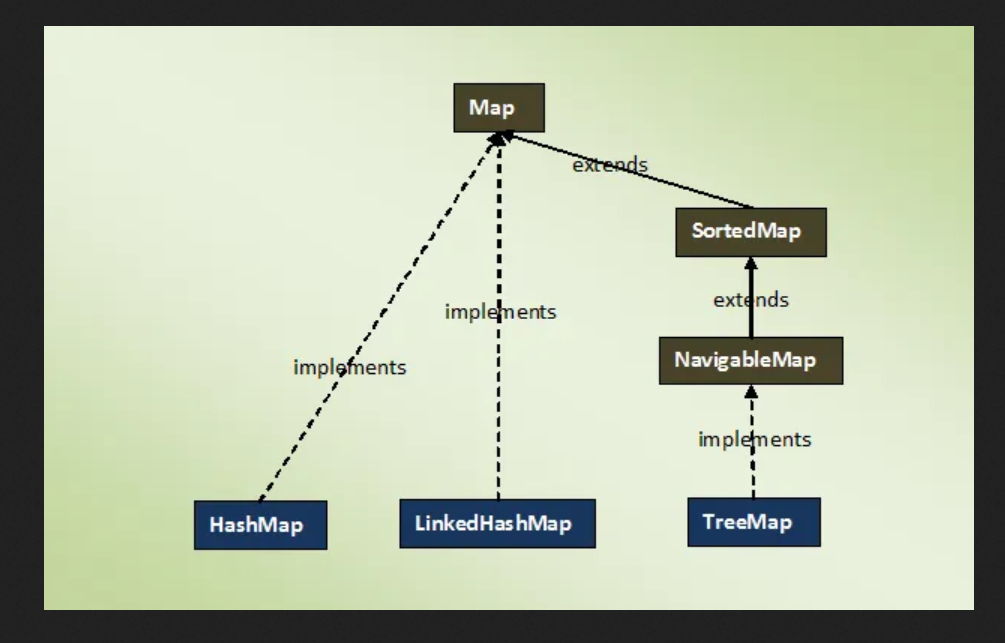 Map
extends
SortedMap
extends
implements
NavigableMap
implements
implements
HashMap
LinkedHashMap
TreeMap